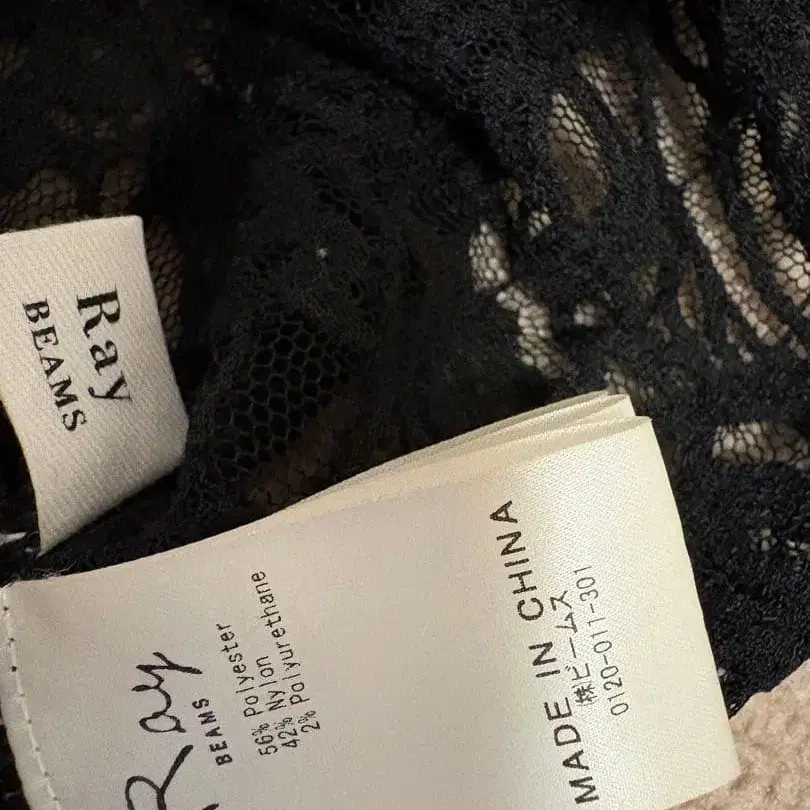 Ray
BEAMS
Ray
BEAMS
56% Polyester
42% Nylon
2% Polyurethane
MADE IN CHINA
㈱ビームス
0120-011-301